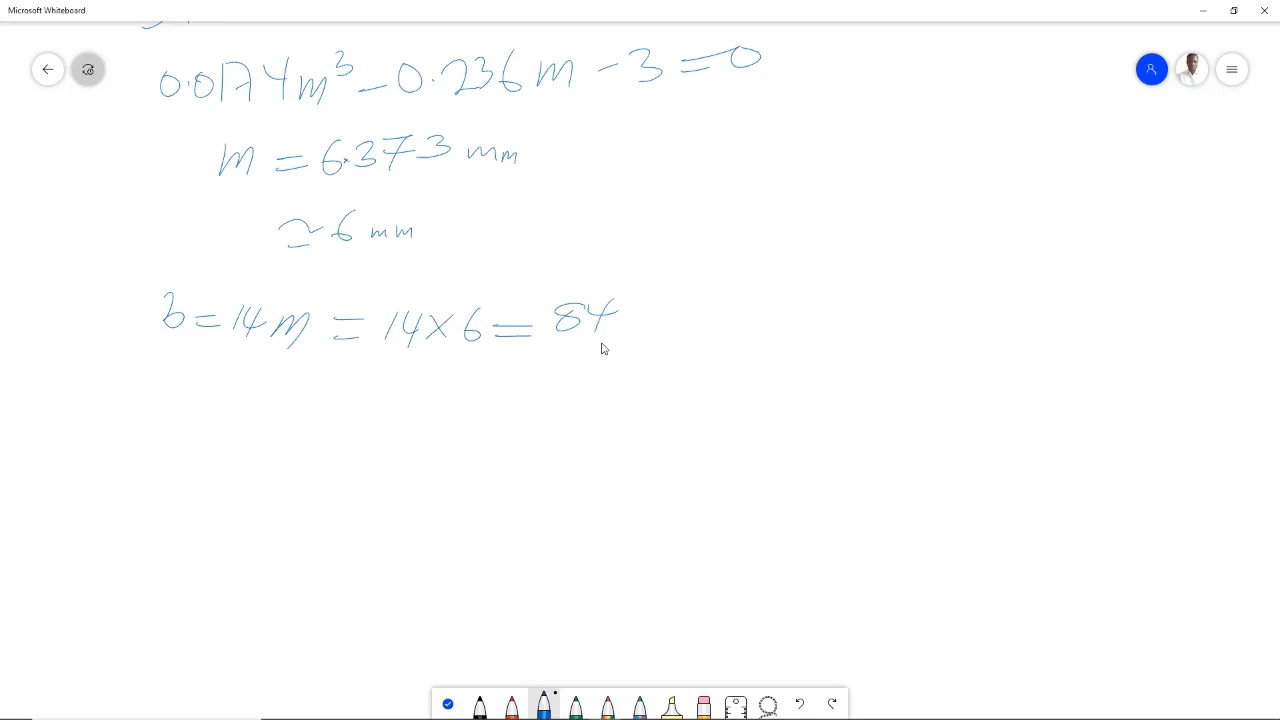 Microsoft Whiteboard
0.0174m³ - 0.236m - 3 = 0
m = 6.373 mm
≃ 6 mm
b = 14m = 14 × 6 = 84